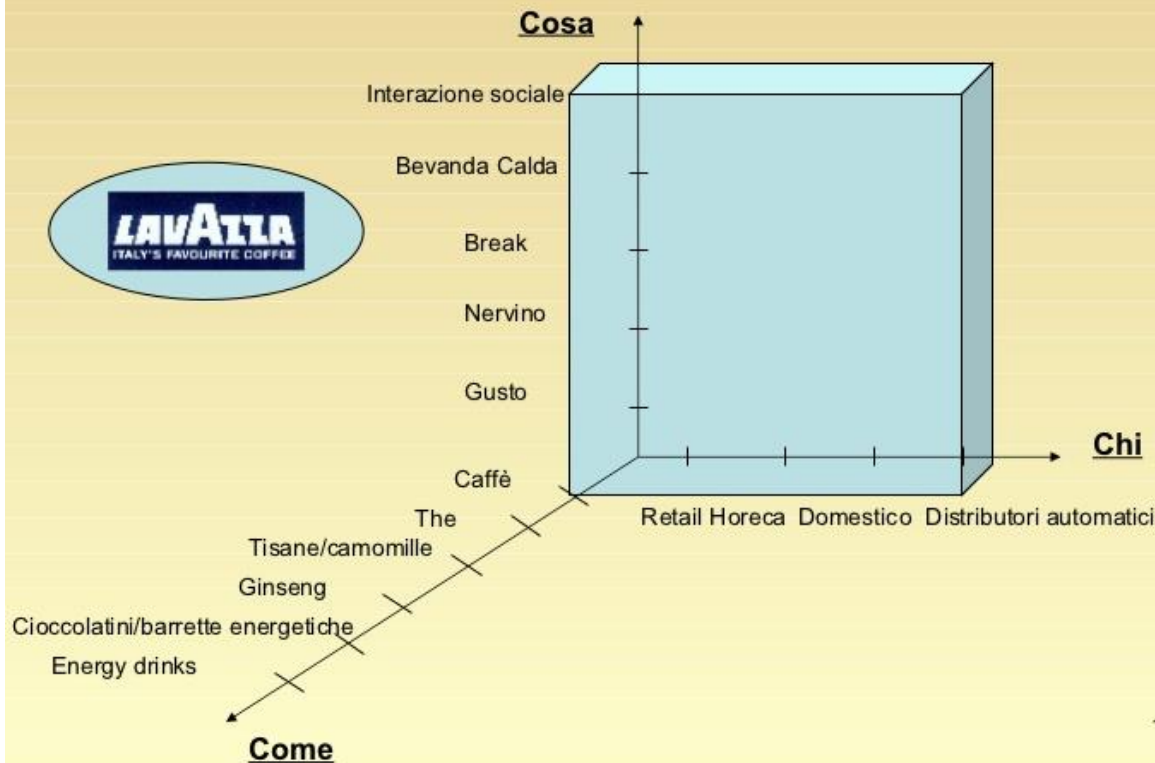 Cosa
Interazione sociale
Bevanda Calda
LAVAZZA
ITALY'S FAVOURITE COFFEE
Break
Nervino
Gusto
Chi
Caffè
Retail Horeca Domestico Distributori automatici
The
Tisane/camomille
Ginseng
Cioccolatini/barrette energetiche
Energy drinks
Come